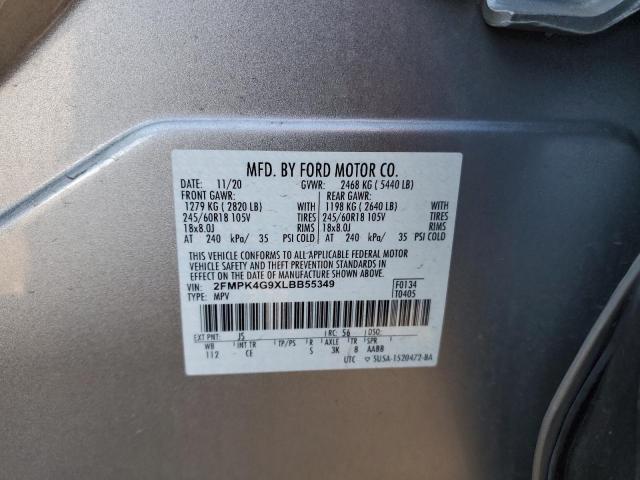 MFD. BY FORD MOTOR CO.
DATE: 11/20 GVWR: 2468 KG ( 5440 LB)
FRONT GAWR: REAR GAWR:
1279 KG ( 2820 LB) WITH 1198 KG ( 2640 LB) WITH
245/60R18 105V TIRES 245/60R18 105V TIRES
18x8.0J RIMS 18x8.0J RIMS
AT 240 kPa/ 35 PSI COLD AT 240 kPa/ 35 PSI COLD
THIS VEHICLE CONFORMS TO ALL APPLICABLE FEDERAL MOTOR
VEHICLE SAFETY AND THEFT PREVENTION STANDARDS IN EFFECT
ON THE DATE OF MANUFACTURE SHOWN ABOVE.
VIN: 2FMPK4G9XLBB55349 F0134
TYPE: MPV T0405
EXT PNT: JS RC: 56 DSO:
WB INT TR TP/PS R AXLE TR SPR
112 CE S 3K 8 AABB
UTC ▽ 5USA-1520472-BA